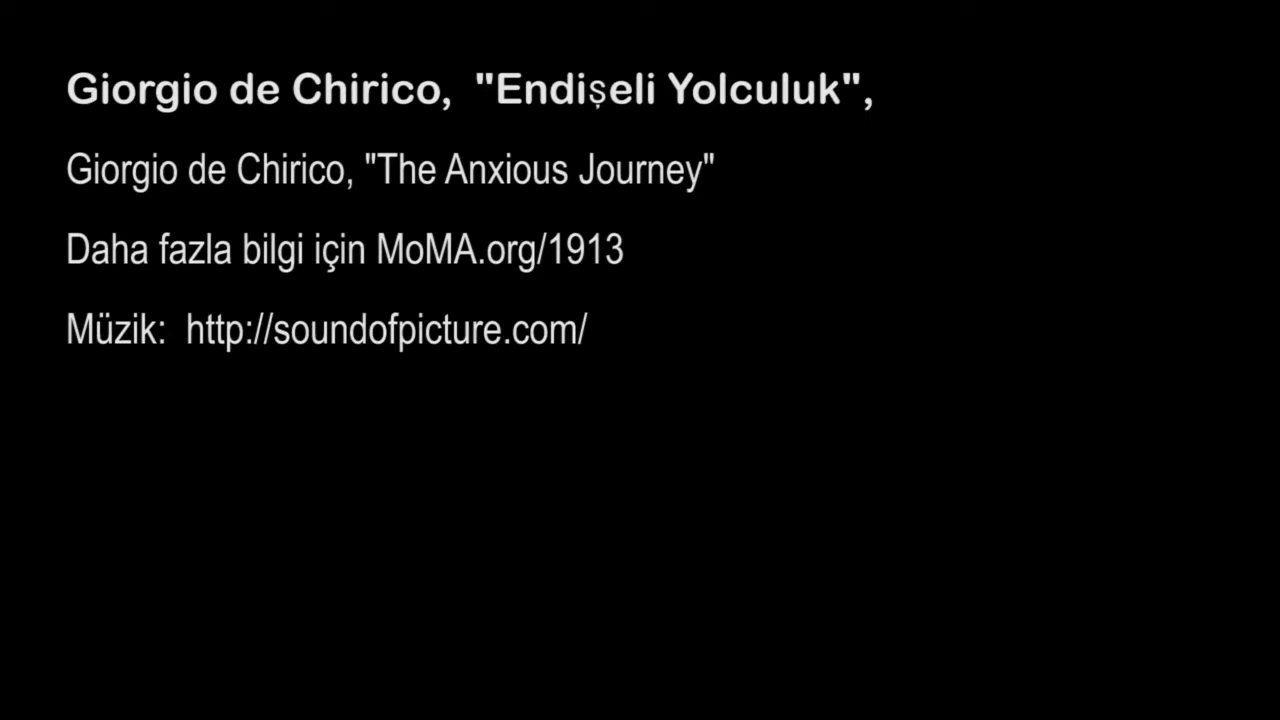 Giorgio de Chirico,  "Endişeli Yolculuk",
Giorgio de Chirico, "The Anxious Journey"
Daha fazla bilgi için MoMA.org/1913
Müzik:  http://soundofpicture.com/